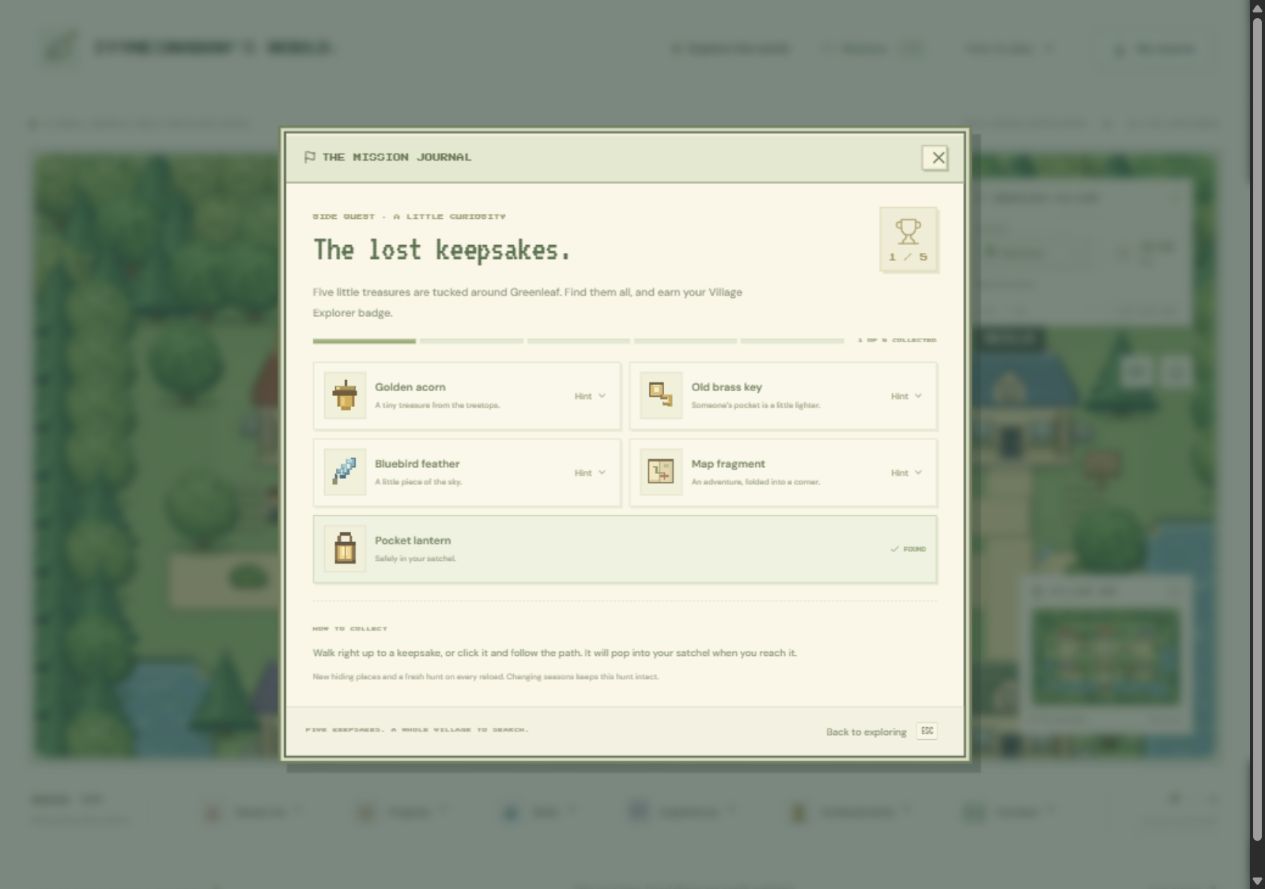 THE MISSION JOURNAL
SIDE QUEST · A LITTLE CURIOSITY
The lost keepsakes.
1 / 5
Five little treasures are tucked around Greenleaf. Find them all, and earn your Village
Explorer badge.
1 OF 5 COLLECTED
Golden acorn
A tiny treasure from the treetops.
Hint
Old brass key
Someone's pocket is a little lighter.
Hint
Bluebird feather
A little piece of the sky.
Hint
Map fragment
An adventure, folded into a corner.
Hint
Pocket lantern
Safely in your satchel.
FOUND
HOW TO COLLECT
Walk right up to a keepsake, or click it and follow the path. It will pop into your satchel when you reach it.
New hiding places and a fresh hunt on every reload. Changing seasons keeps this hunt intact.
FIVE KEEPSAKES. A WHOLE VILLAGE TO SEARCH.
Back to exploring
ESC